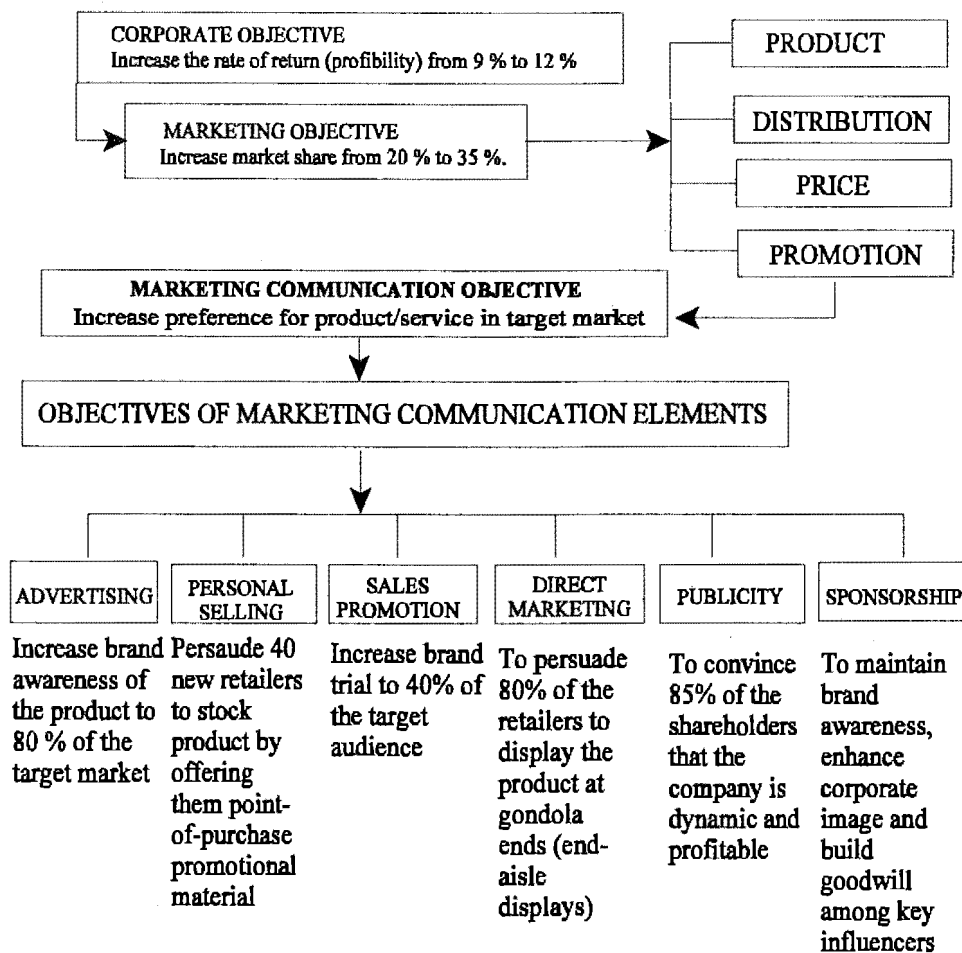 CORPORATE OBJECTIVE
Increase the rate of return (profibility) from 9 % to 12 %
MARKETING OBJECTIVE
Increase market share from 20 % to 35 %.
PRODUCT
DISTRIBUTION
PRICE
PROMOTION
MARKETING COMMUNICATION OBJECTIVE
Increase preference for product/service in target market
OBJECTIVES OF MARKETING COMMUNICATION ELEMENTS
ADVERTISING
Increase brand
awareness of
the product to
80 % of the
target market
PERSONAL
SELLING
Persaude 40
new retailers
to stock
product by
offering
them point-
of-purchase
promotional
material
SALES
PROMOTION
Increase brand
trial to 40% of
the target
audience
DIRECT
MARKETING
To persuade
80% of the
retailers to
display the
product at
gondola
ends (end-
aisle
displays)
PUBLICITY
To convince
85% of the
shareholders
that the
company is
dynamic and
profitable
SPONSORSHIP
To maintain
brand
awareness,
enhance
corporate
image and
build
goodwill
among key
influencers